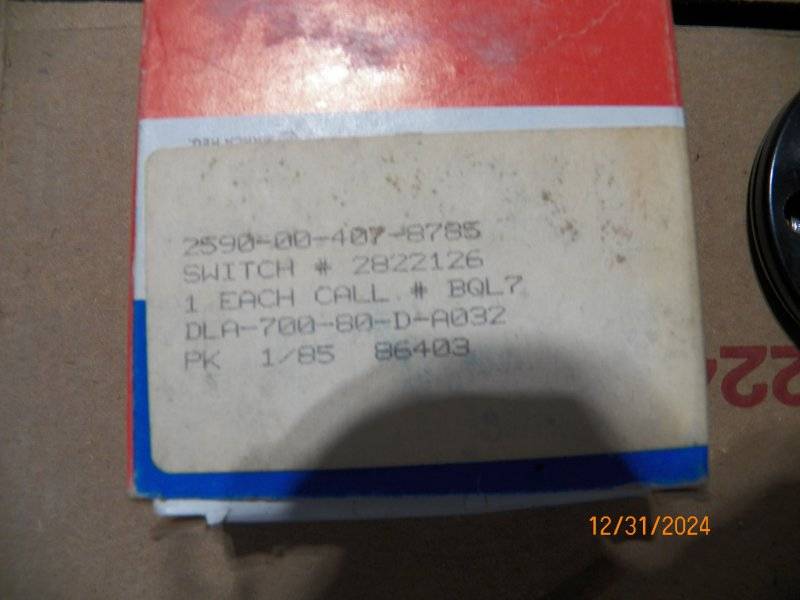 2590-00-407-8785
SWITCH # 2822126
1 EACH CALL # BQL7
DLA-700-80-D-A032
PK 1/85 86403
22
12/31/2024